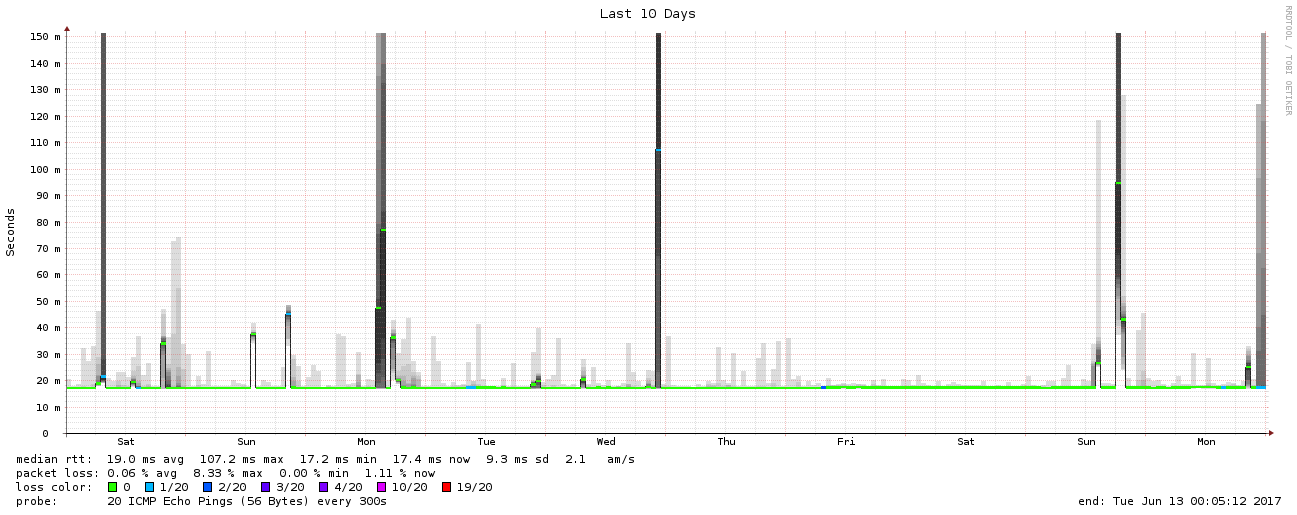 Last 10 Days
RRDTOOL / TOBI OETIKER
Seconds
150 m
140 m
130 m
120 m
110 m
100 m
90 m
80 m
70 m
60 m
50 m
40 m
30 m
20 m
10 m
0
Sat Sun Mon Tue Wed Thu Fri Sat Sun Mon
median rtt: 19.0 ms avg 107.2 ms max 17.2 ms min 17.4 ms now 9.3 ms sd 2.1 am/s
packet loss: 0.06 % avg 8.33 % max 0.00 % min 1.11 % now
loss color: 0 1/20 2/20 3/20 4/20 10/20 19/20
probe: 20 ICMP Echo Pings (56 Bytes) every 300s end: Tue Jun 13 00:05:12 2017